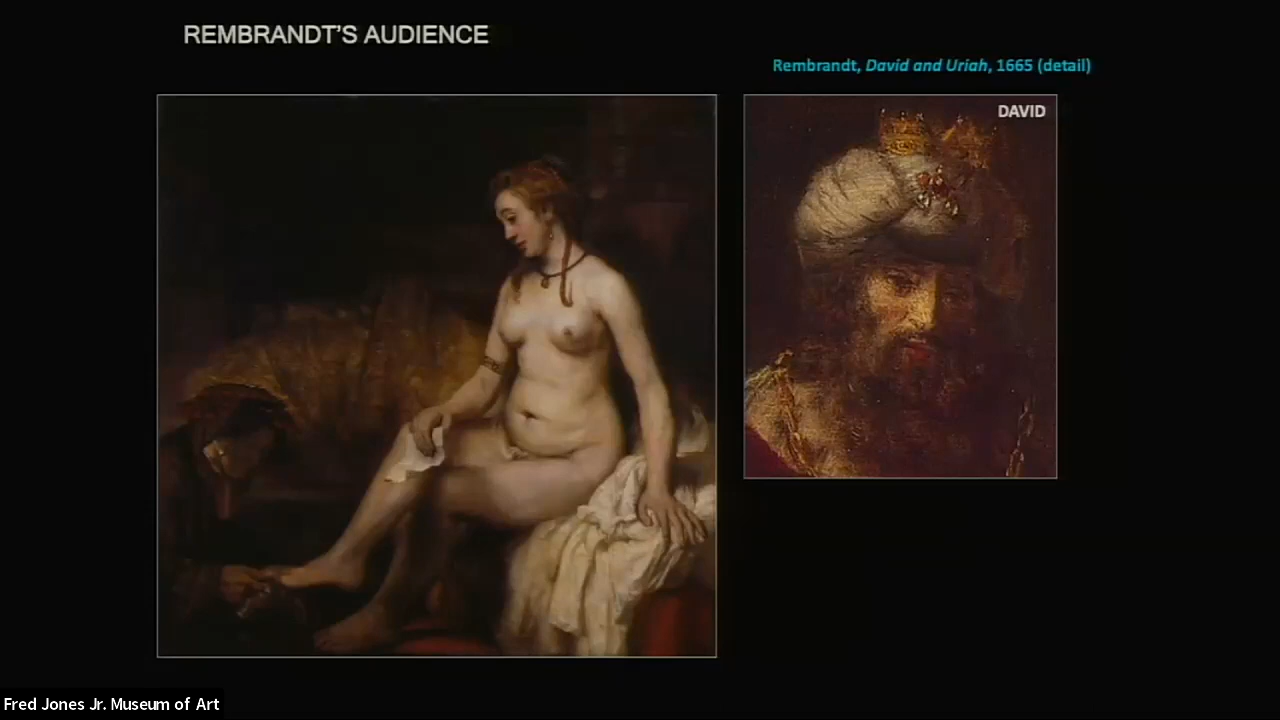 REMBRANDT'S AUDIENCE
Rembrandt, David and Uriah, 1665 (detail)
DAVID
Fred Jones Jr. Museum of Art